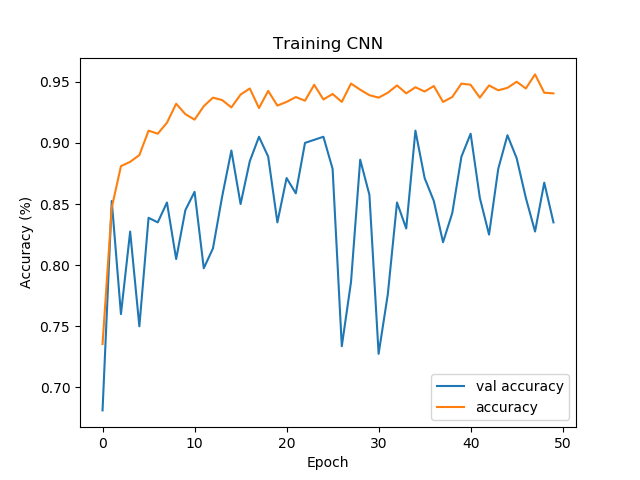 Training CNN
Accuracy (%)
0.95
0.90
0.85
0.80
0.75
0.70
0
10
20
30
40
50
Epoch
val accuracy
accuracy